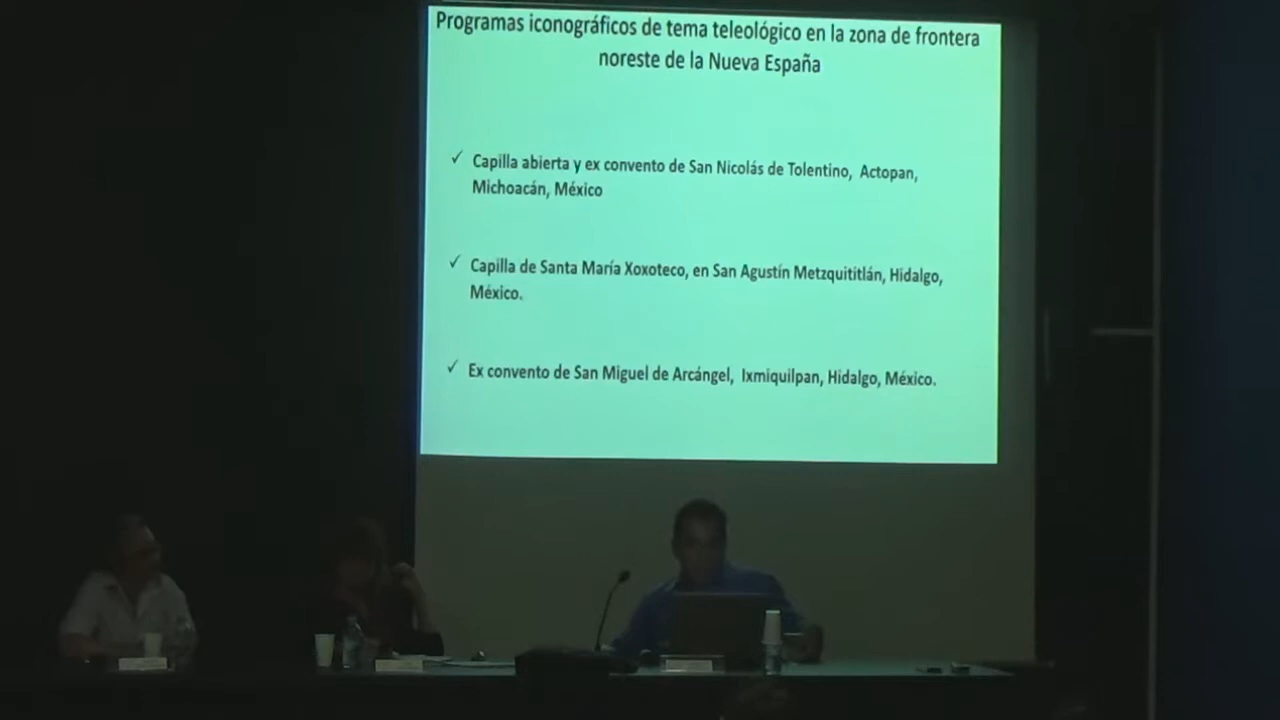 Programas iconográficos de tema teleológico en la zona de frontera
noreste de la Nueva España
✓ Capilla abierta y ex convento de San Nicolás de Tolentino, Actopan,
Michoacán, México
✓ Capilla de Santa María Xoxoteco, en San Agustín Metzquititlán, Hidalgo,
México.
✓ Ex convento de San Miguel de Arcángel, Ixmiquilpan, Hidalgo, México.